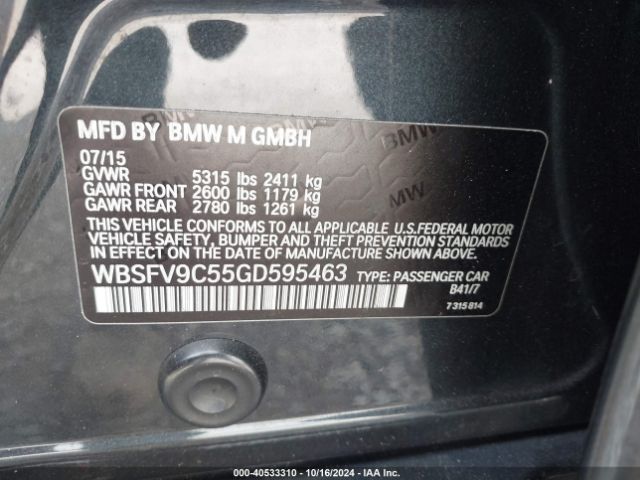 MFD BY BMW M GMBH
07/15
GVWR 5315 lbs 2411 kg
GAWR FRONT 2600 lbs 1179 kg
GAWR REAR 2780 lbs 1261 kg
THIS VEHICLE CONFORMS TO ALL APPLICABLE U.S.FEDERAL MOTOR
VEHICLE SAFETY, BUMPER AND THEFT PREVENTION STANDARDS
IN EFFECT ON THE DATE OF MANUFACTURE SHOWN ABOVE
WBSFV9C55GD595463 TYPE: PASSENGER CAR
B41/7
7315814
BMW
BMW
© - 40533310 - 10/16/2024 - IAA Inc.